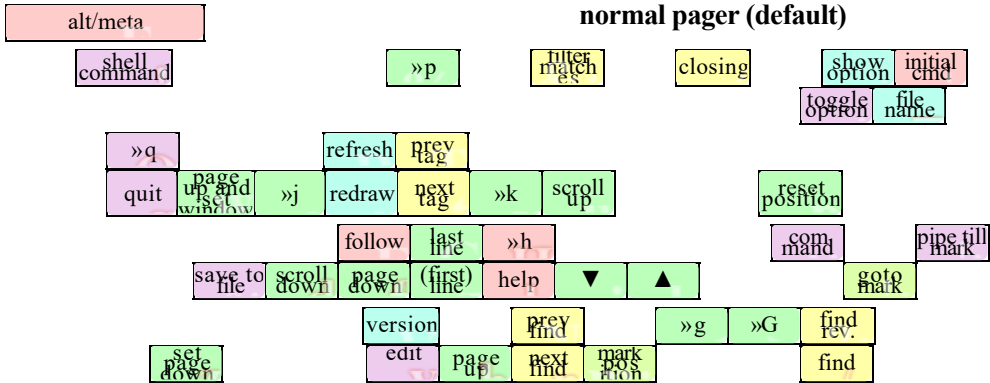 alt/meta
normal pager (default)
shell command
»p
filter matches
closing
show option
initial cmd
toggle option
file name
»q
refresh
prev tag
quit
page up and set window
»j
redraw
next tag
»k
scroll up
reset position
follow
last line
»h
com mand
pipe till mark
save to file
scroll down
page down
(first) line
help
▼
▲
goto mark
version
prev find
»g
»G
find rev.
set page down
edit
page up
next find
mark position
find